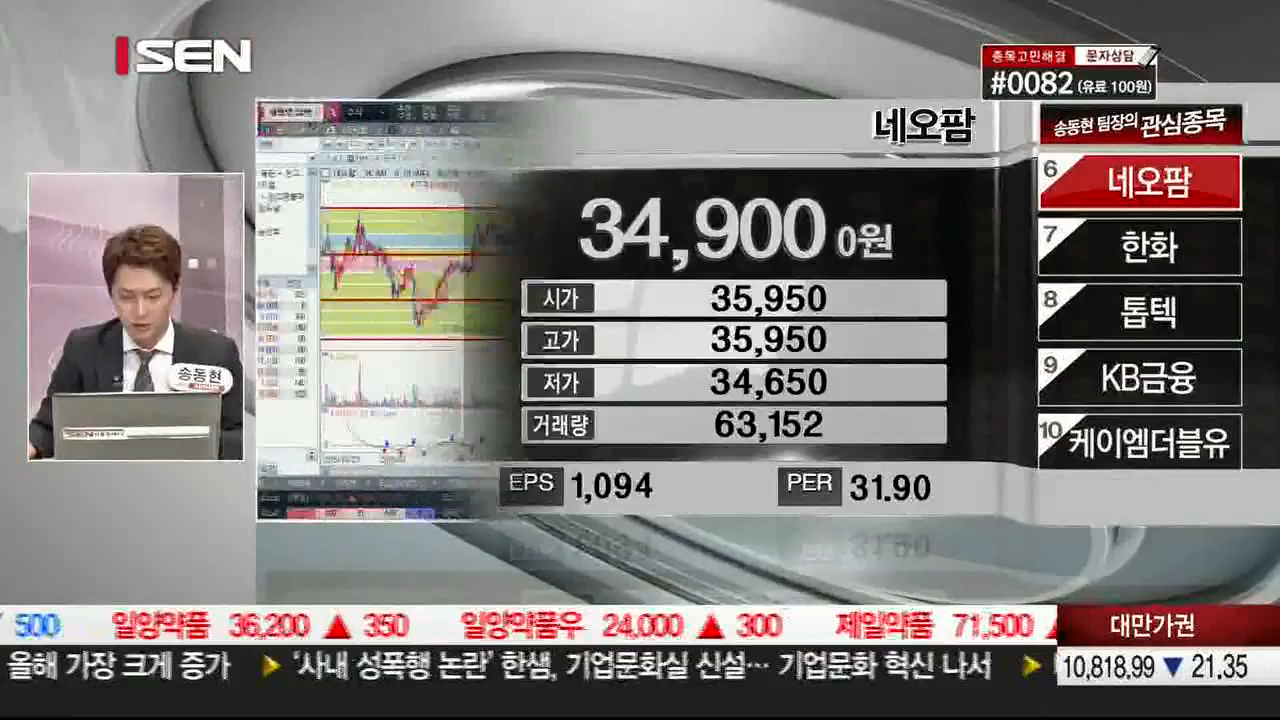 SEN
종목고민해결 문자상담
#0082 (유료 100원)
네오팜
송동현 팀장의 관심종목
6 네오팜
7 한화
8 톱텍
9 KB금융
10 케이엠더블유
34,900 0원
시가 35,950
고가 35,950
저가 34,650
거래량 63,152
EPS 1,094
PER 31.90
송동현
SEN
500 일양약품 36,200 ▲ 350 일양약품우 24,000 ▲ 300 제일약품 71,500
대만가권
올해 가장 크게 증가 ▶ ‘사내 성폭행 논란’ 한샘, 기업문화실 신설… 기업문화 혁신 나서 ▶
10,818.99 ▼ 21.35